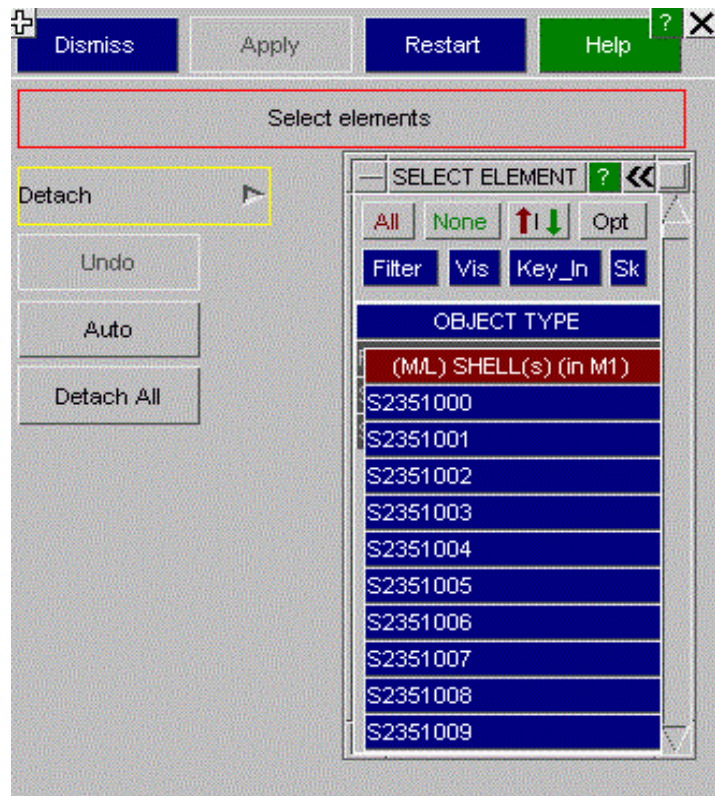 Dismiss Apply Restart Help ?
Select elements
Detach
Undo
Auto
Detach All
SELECT ELEMENT ?
All None Opt
Filter Vis Key_In Sk
OBJECT TYPE
(M/L) SHELL(s) (in M1)
S2351000
S2351001
S2351002
S2351003
S2351004
S2351005
S2351006
S2351007
S2351008
S2351009